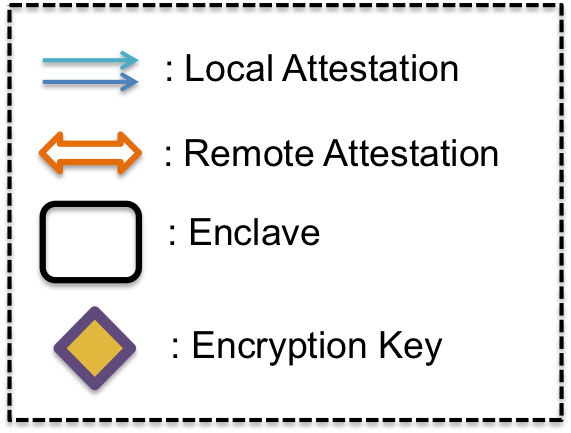 : Local Attestation
: Remote Attestation
: Enclave
: Encryption Key